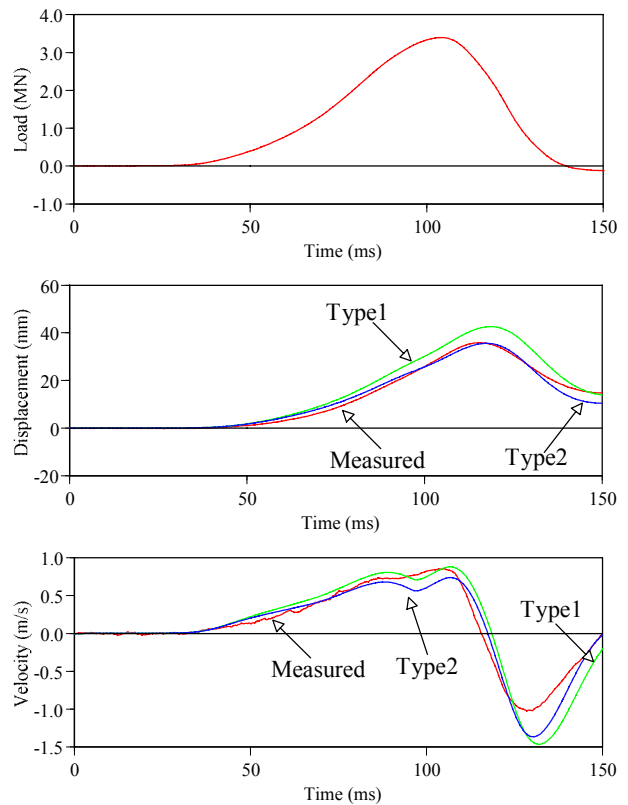 4.0
3.0
2.0
1.0
0.0
-1.0
Load (MN)
0
50
100
150
Time (ms)
60
40
20
0
-20
Displacement (mm)
Type1
Measured
Type2
0
50
100
150
Time (ms)
1.0
0.5
0.0
-0.5
-1.0
-1.5
Velocity (m/s)
Type1
Measured
Type2
0
50
100
150
Time (ms)